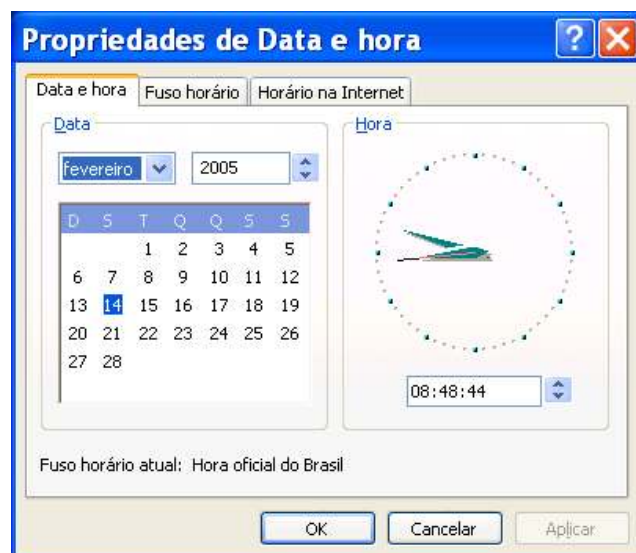 Propriedades de Data e hora
Data e hora Fuso horário Horário na Internet
Data Hora
fevereiro 2005
D S T Q Q S S
1 2 3 4 5
6 7 8 9 10 11 12
13 14 15 16 17 18 19
20 21 22 23 24 25 26
27 28
08:48:44
Fuso horário atual: Hora oficial do Brasil
OK Cancelar Aplicar